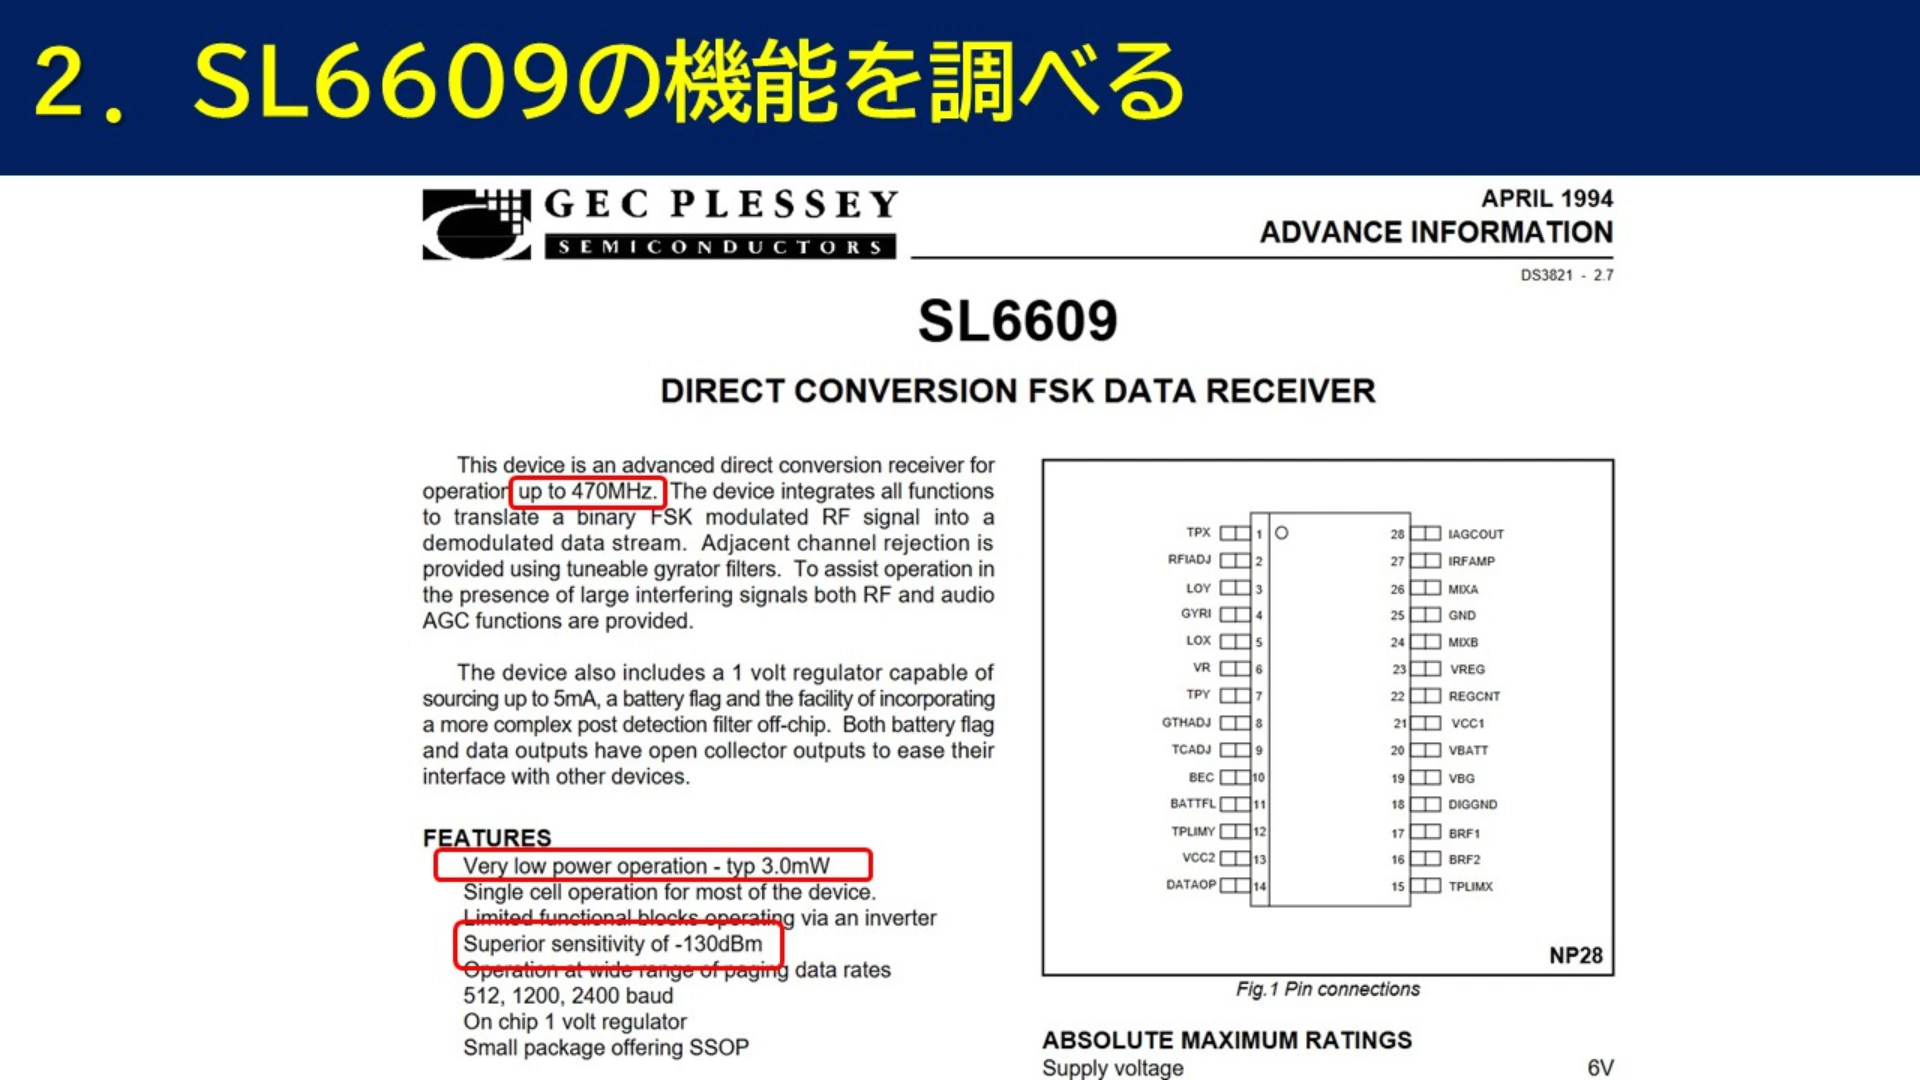 2．SL6609の機能を調べる
GEC PLESSEY
SEMICONDUCTORS
APRIL 1994
ADVANCE INFORMATION
DS3821 - 2.7
SL6609
DIRECT CONVERSION FSK DATA RECEIVER
This device is an advanced direct conversion receiver for
operation up to 470MHz. The device integrates all functions
to translate a binary FSK modulated RF signal into a
demodulated data stream. Adjacent channel rejection is
provided using tuneable gyrator filters. To assist operation in
the presence of large interfering signals both RF and audio
AGC functions are provided.
The device also includes a 1 volt regulator capable of
sourcing up to 5mA, a battery flag and the facility of incorporating
a more complex post detection filter off-chip. Both battery flag
and data outputs have open collector outputs to ease their
interface with other devices.
FEATURES
Very low power operation - typ 3.0mW
Single cell operation for most of the device.
Limited functional blocks operating via an inverter
Superior sensitivity of -130dBm
Operation at wide range of paging data rates
512, 1200, 2400 baud
On chip 1 volt regulator
Small package offering SSOP
TPX 1 28 IAGCOUT
RFIADJ 2 27 IRFAMP
LOY 3 26 MIXA
GYRI 4 25 GND
LOX 5 24 MIXB
VR 6 23 VREG
TPY 7 22 REGCNT
GTHADJ 8 21 VCC1
TCADJ 9 20 VBATT
BEC 10 19 VBG
BATTFL 11 18 DIGGND
TPLIMY 12 17 BRF1
VCC2 13 16 BRF2
DATAOP 14 15 TPLIMX
NP28
Fig.1 Pin connections
ABSOLUTE MAXIMUM RATINGS
Supply voltage 6V